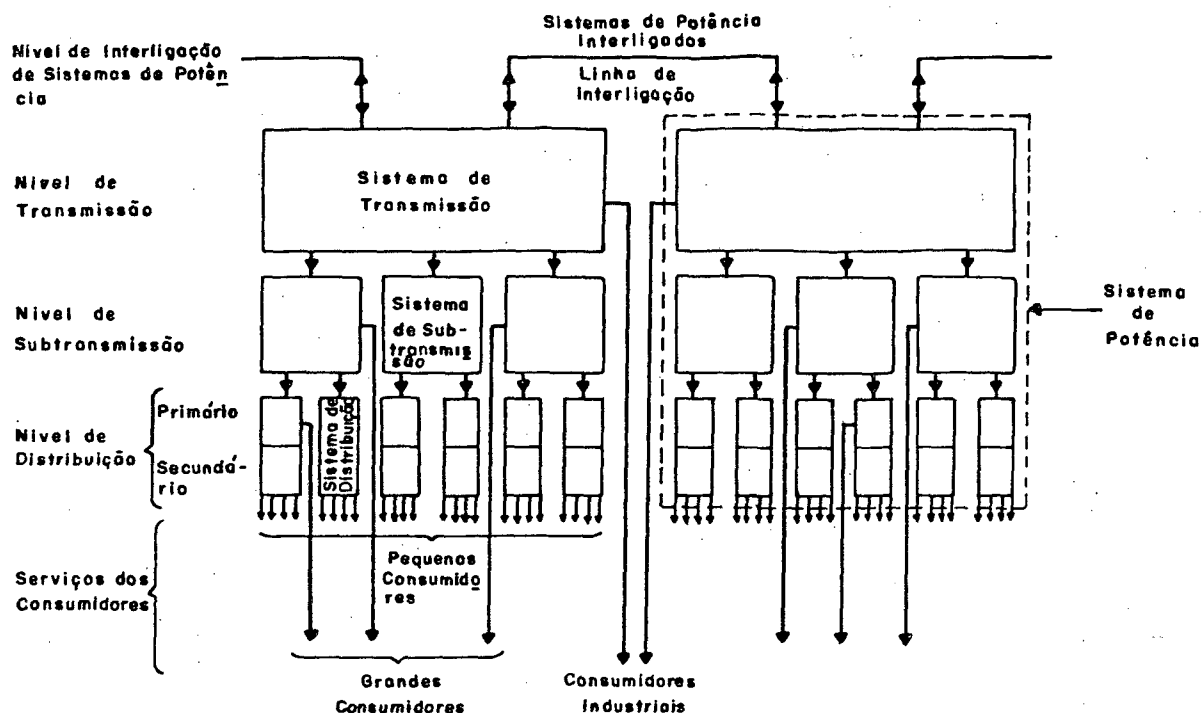 Sistemas de Potência
Interligados
Nivel de Interligação
de Sistemas de Potên
cia
Linha de
Interligação
Nivel de
Transmissão
Sistema de
Transmissão
Nivel de
Subtransmissão
Sistema
de Sub-
transmis
são
Sistema
de
Potência
Nivel de
Distribuição
Primário
Secundá-
rio
Sistema de
Distribuição
Serviços dos
Consumidores
Pequenos
Consumido
res
Grandes
Consumidores
Consumidores
Industriais